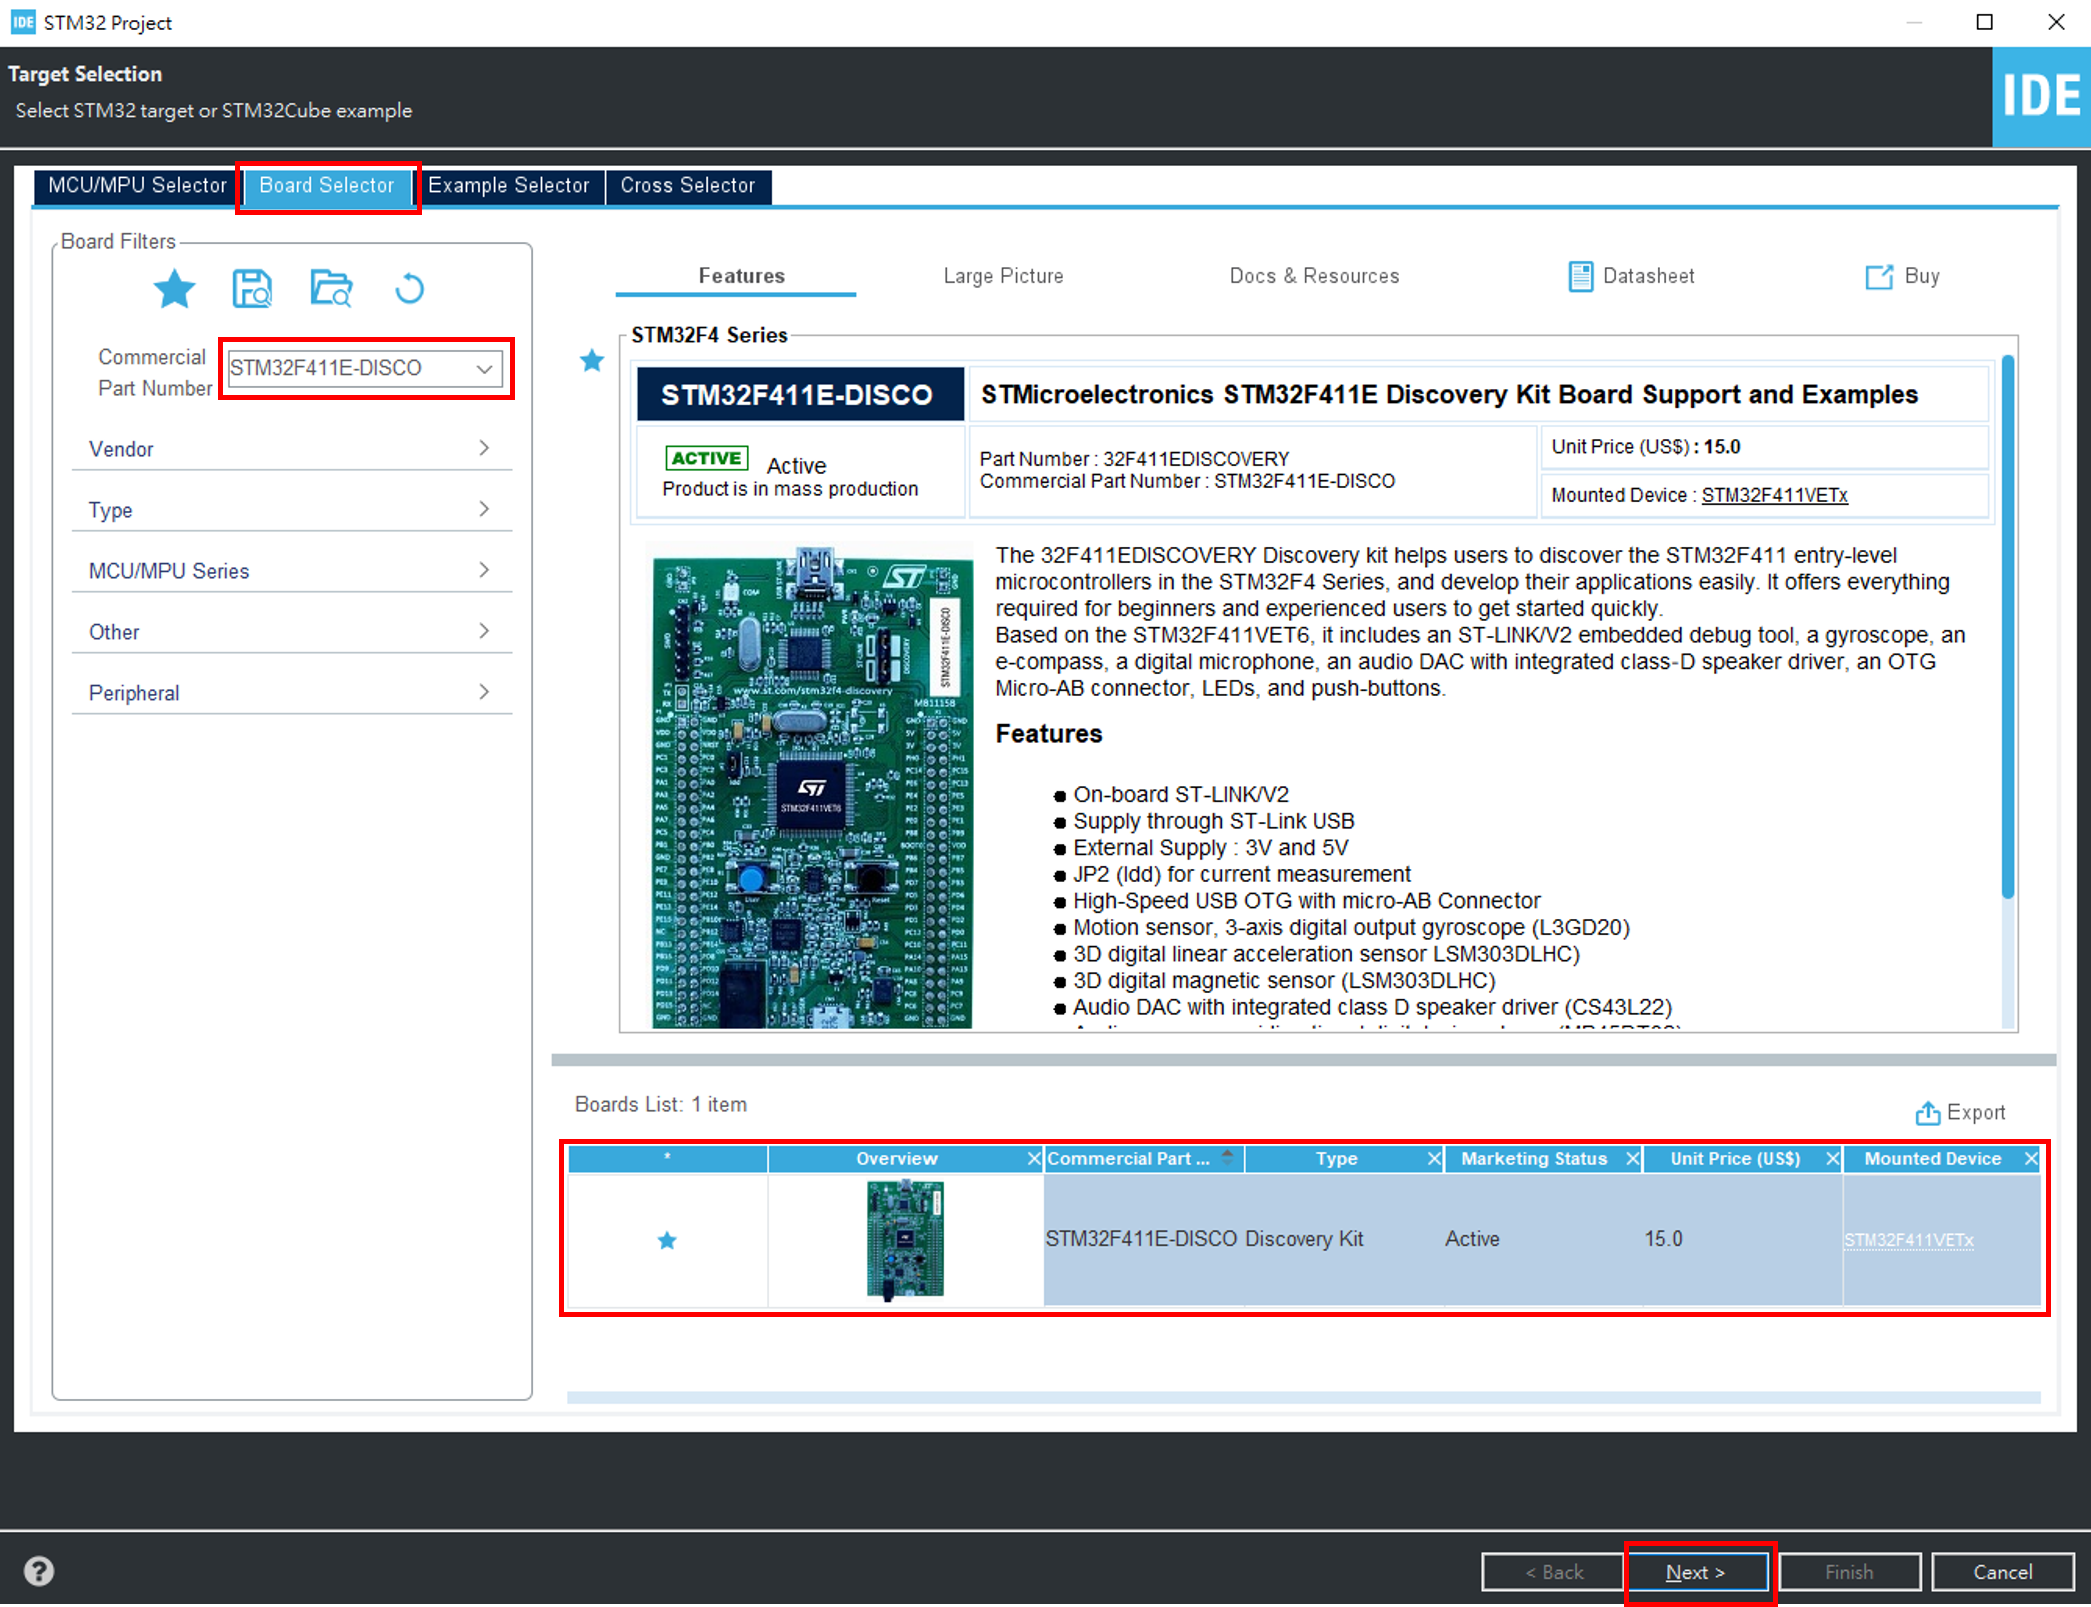 IDE STM32 Project
Target Selection
Select STM32 target or STM32Cube example
IDE
MCU/MPU Selector
Board Selector
Example Selector
Cross Selector
Board Filters
Commercial
Part Number
STM32F411E-DISCO
Vendor
Type
MCU/MPU Series
Other
Peripheral
Features
Large Picture
Docs & Resources
Datasheet
Buy
STM32F4 Series
STM32F411E-DISCO
STMicroelectronics STM32F411E Discovery Kit Board Support and Examples
ACTIVE Active
Product is in mass production
Part Number : 32F411EDISCOVERY
Commercial Part Number : STM32F411E-DISCO
Unit Price (US$) : 15.0
Mounted Device : STM32F411VETx
www.st.com/stm32f4-discovery
STM32F411E-DISCO
MB1115B
STM32F411VET6
The 32F411EDISCOVERY Discovery kit helps users to discover the STM32F411 entry-level
microcontrollers in the STM32F4 Series, and develop their applications easily. It offers everything
required for beginners and experienced users to get started quickly.
Based on the STM32F411VET6, it includes an ST-LINK/V2 embedded debug tool, a gyroscope, an
e-compass, a digital microphone, an audio DAC with integrated class-D speaker driver, an OTG
Micro-AB connector, LEDs, and push-buttons.
Features
● On-board ST-LINK/V2
● Supply through ST-Link USB
● External Supply : 3V and 5V
● JP2 (Idd) for current measurement
● High-Speed USB OTG with micro-AB Connector
● Motion sensor, 3-axis digital output gyroscope (L3GD20)
● 3D digital linear acceleration sensor LSM303DLHC)
● 3D digital magnetic sensor (LSM303DLHC)
● Audio DAC with integrated class D speaker driver (CS43L22)
Boards List: 1 item
Export
*
Overview
Commercial Part ...
Type
Marketing Status
Unit Price (US$)
Mounted Device
STM32F411E-DISCO
Discovery Kit
Active
15.0
STM32F411VETx
< Back
Next >
Finish
Cancel